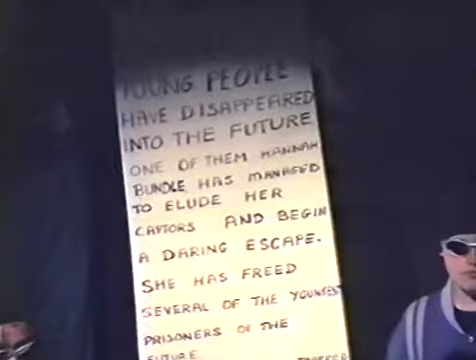 YOUNG PEOPLE
HAVE DISAPPEARED
INTO THE FUTURE
ONE OF THEM HANNAH
BUNDLE HAS MANAGED
TO ELUDE HER
CAPTORS AND BEGIN
A DARING ESCAPE.
SHE HAS FREED
SEVERAL OF THE YOUNGEST
PRISONERS OF THE
FUTURE